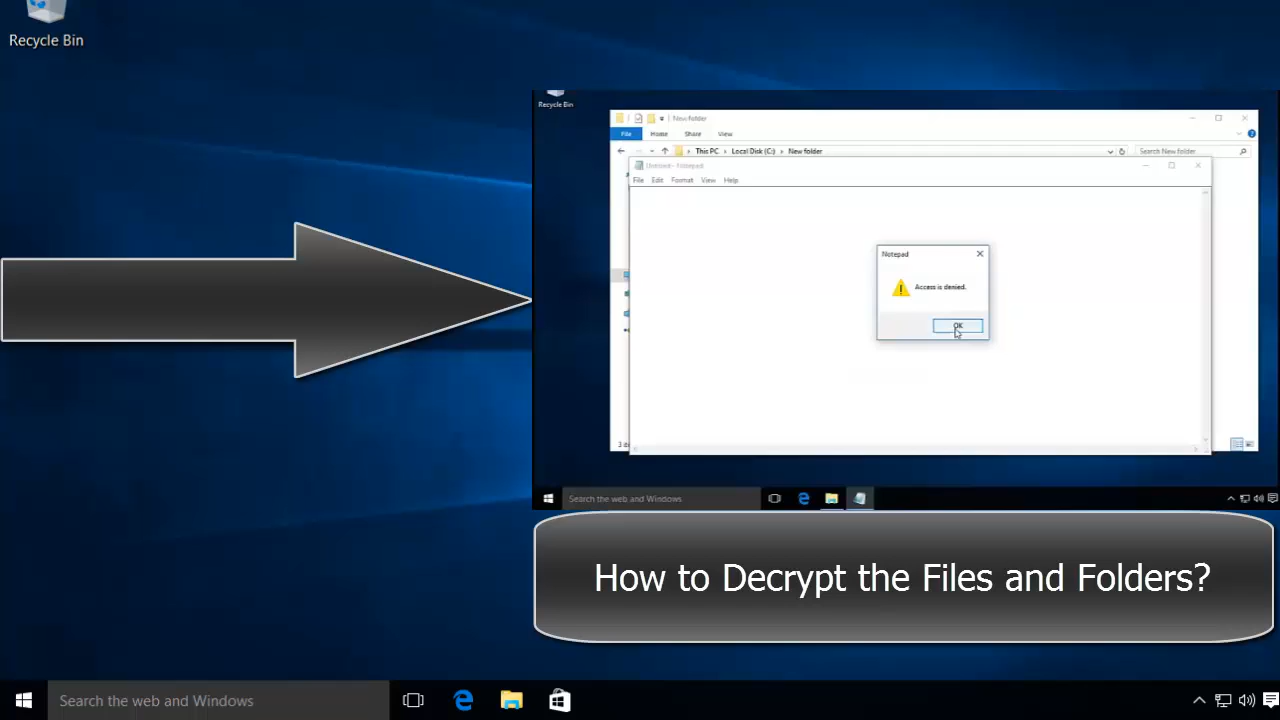 Recycle Bin
Recycle Bin
New folder
File Home Share View
This PC Local Disk (C:) New folder Search New folder
Untitled - Notepad
File Edit Format View Help
Notepad
Access is denied.
OK
Search the web and Windows
How to Decrypt the Files and Folders?
Search the web and Windows